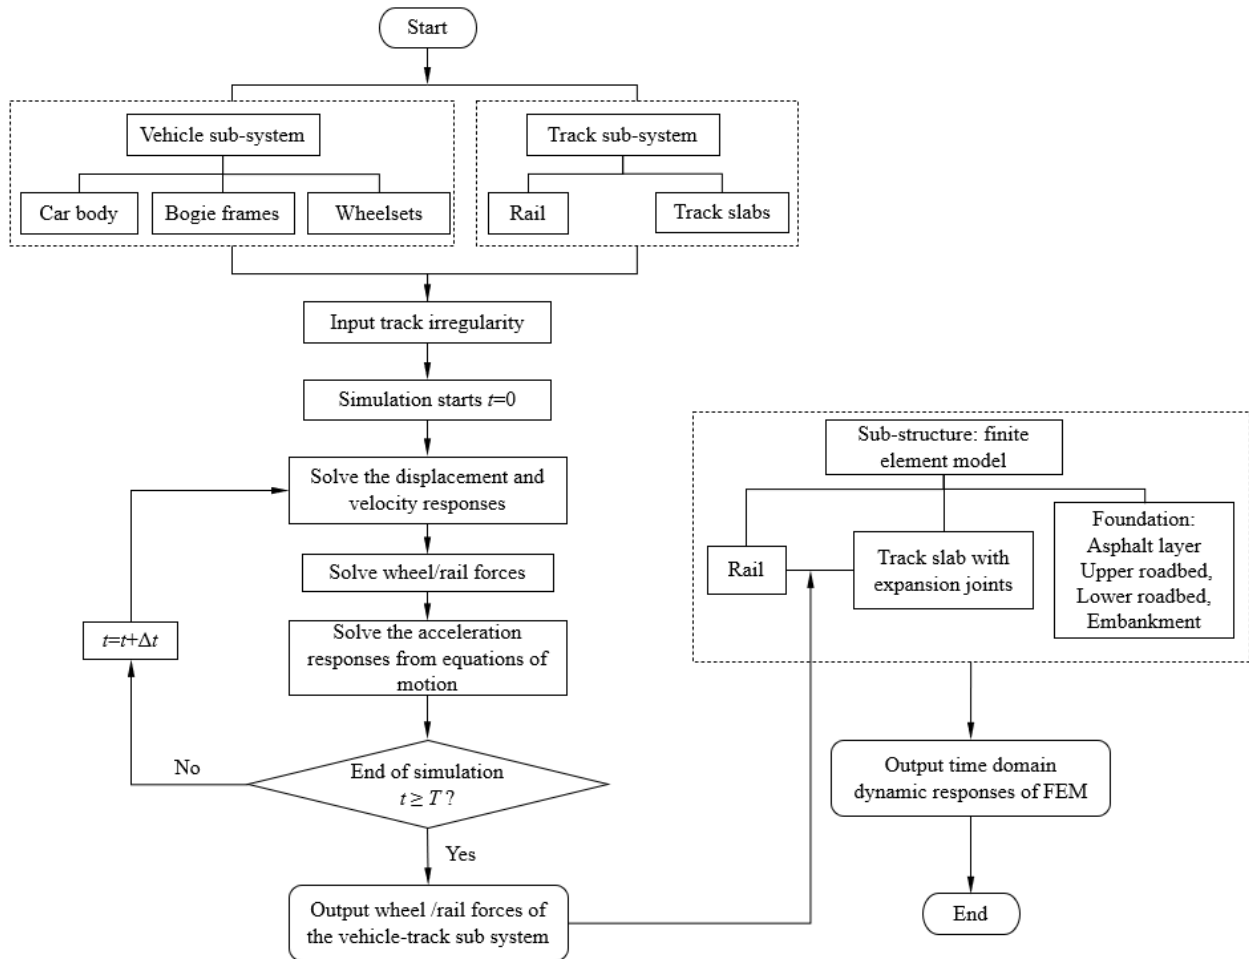 Start
Vehicle sub-system
Car body
Bogie frames
Wheelsets
Track sub-system
Rail
Track slabs
Input track irregularity
Simulation starts t=0
Solve the displacement and
velocity responses
Solve wheel/rail forces
Solve the acceleration
responses from equations of
motion
t=t+Δt
No
End of simulation
t ≥ T ?
Yes
Output wheel /rail forces of
the vehicle-track sub system
Sub-structure: finite
element model
Rail
Track slab with
expansion joints
Foundation:
Asphalt layer
Upper roadbed,
Lower roadbed,
Embankment
Output time domain
dynamic responses of FEM
End